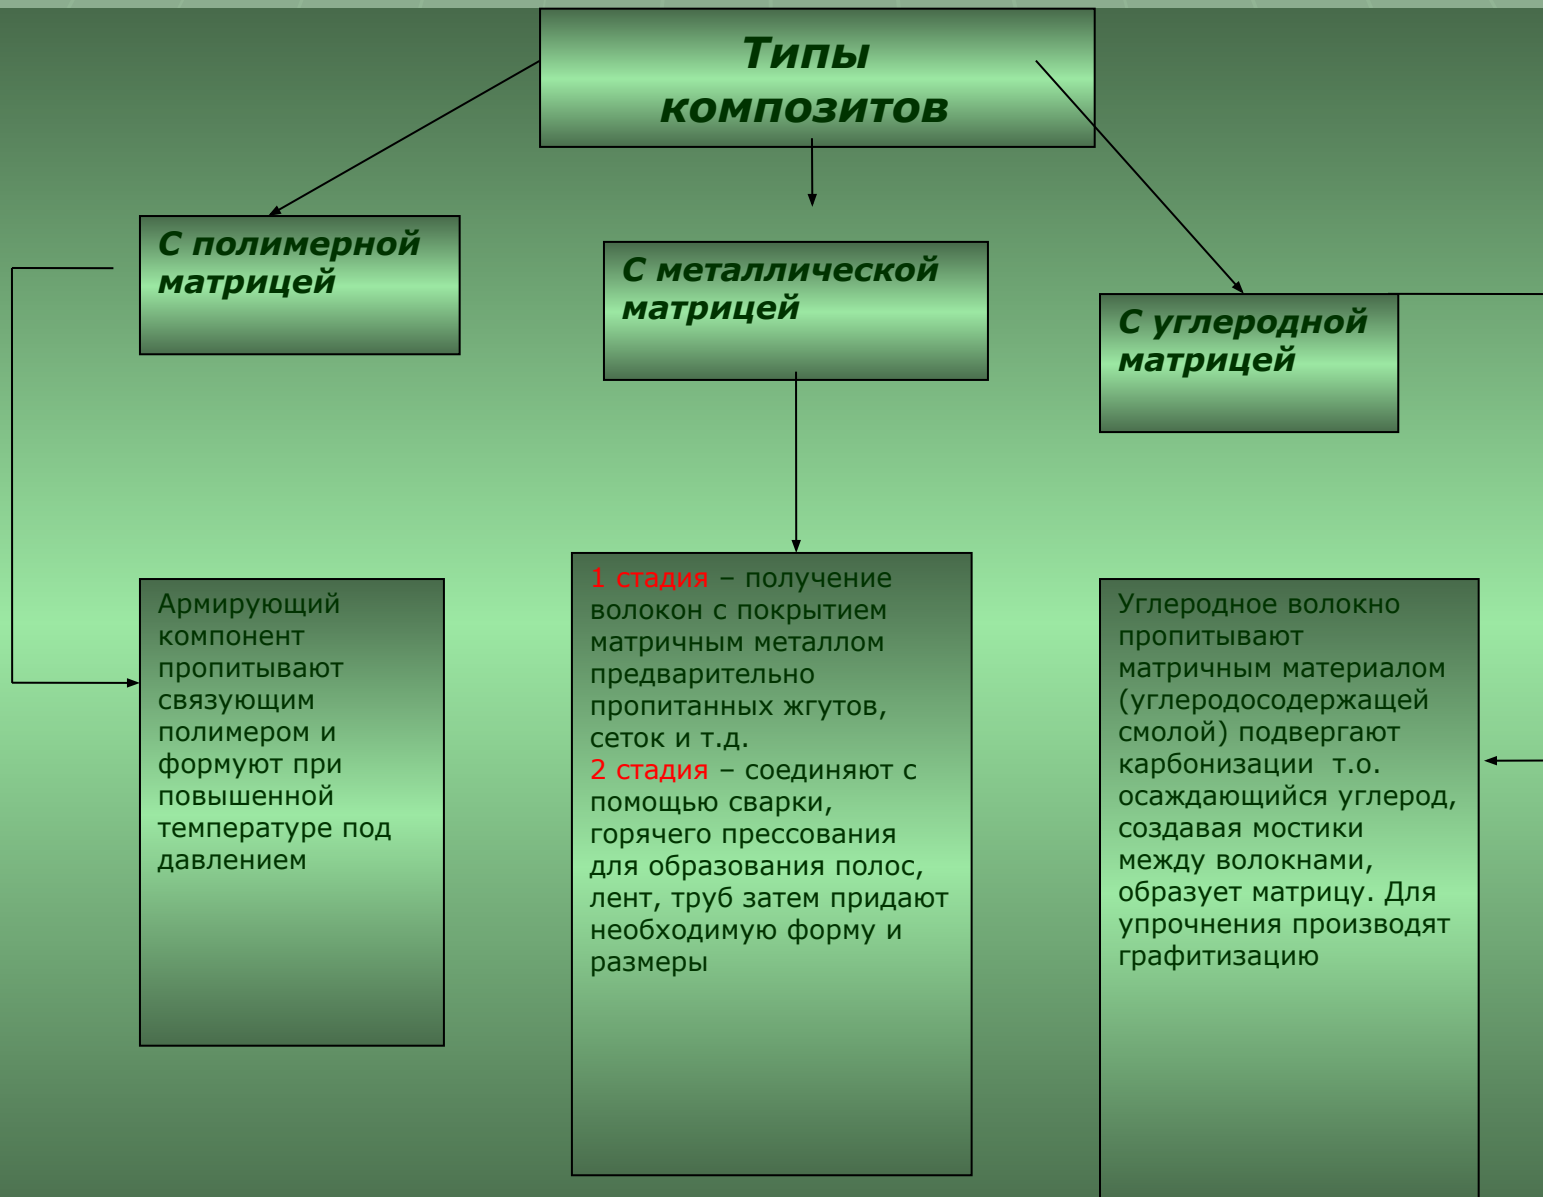 Типы
композитов
С полимерной
матрицей
С металлической
матрицей
С углеродной
матрицей
Армирующий
компонент
пропитывают
связующим
полимером и
формуют при
повышенной
температуре под
давлением
1 стадия – получение
волокон с покрытием
матричным металлом
предварительно
пропитанных жгутов,
сеток и т.д.
2 стадия – соединяют с
помощью сварки,
горячего прессования
для образования полос,
лент, труб затем придают
необходимую форму и
размеры
Углеродное волокно
пропитывают
матричным материалом
(углеродосодержащей
смолой) подвергают
карбонизации  т.о.
осаждающийся углерод,
создавая мостики
между волокнами,
образует матрицу. Для
упрочнения производят
графитизацию